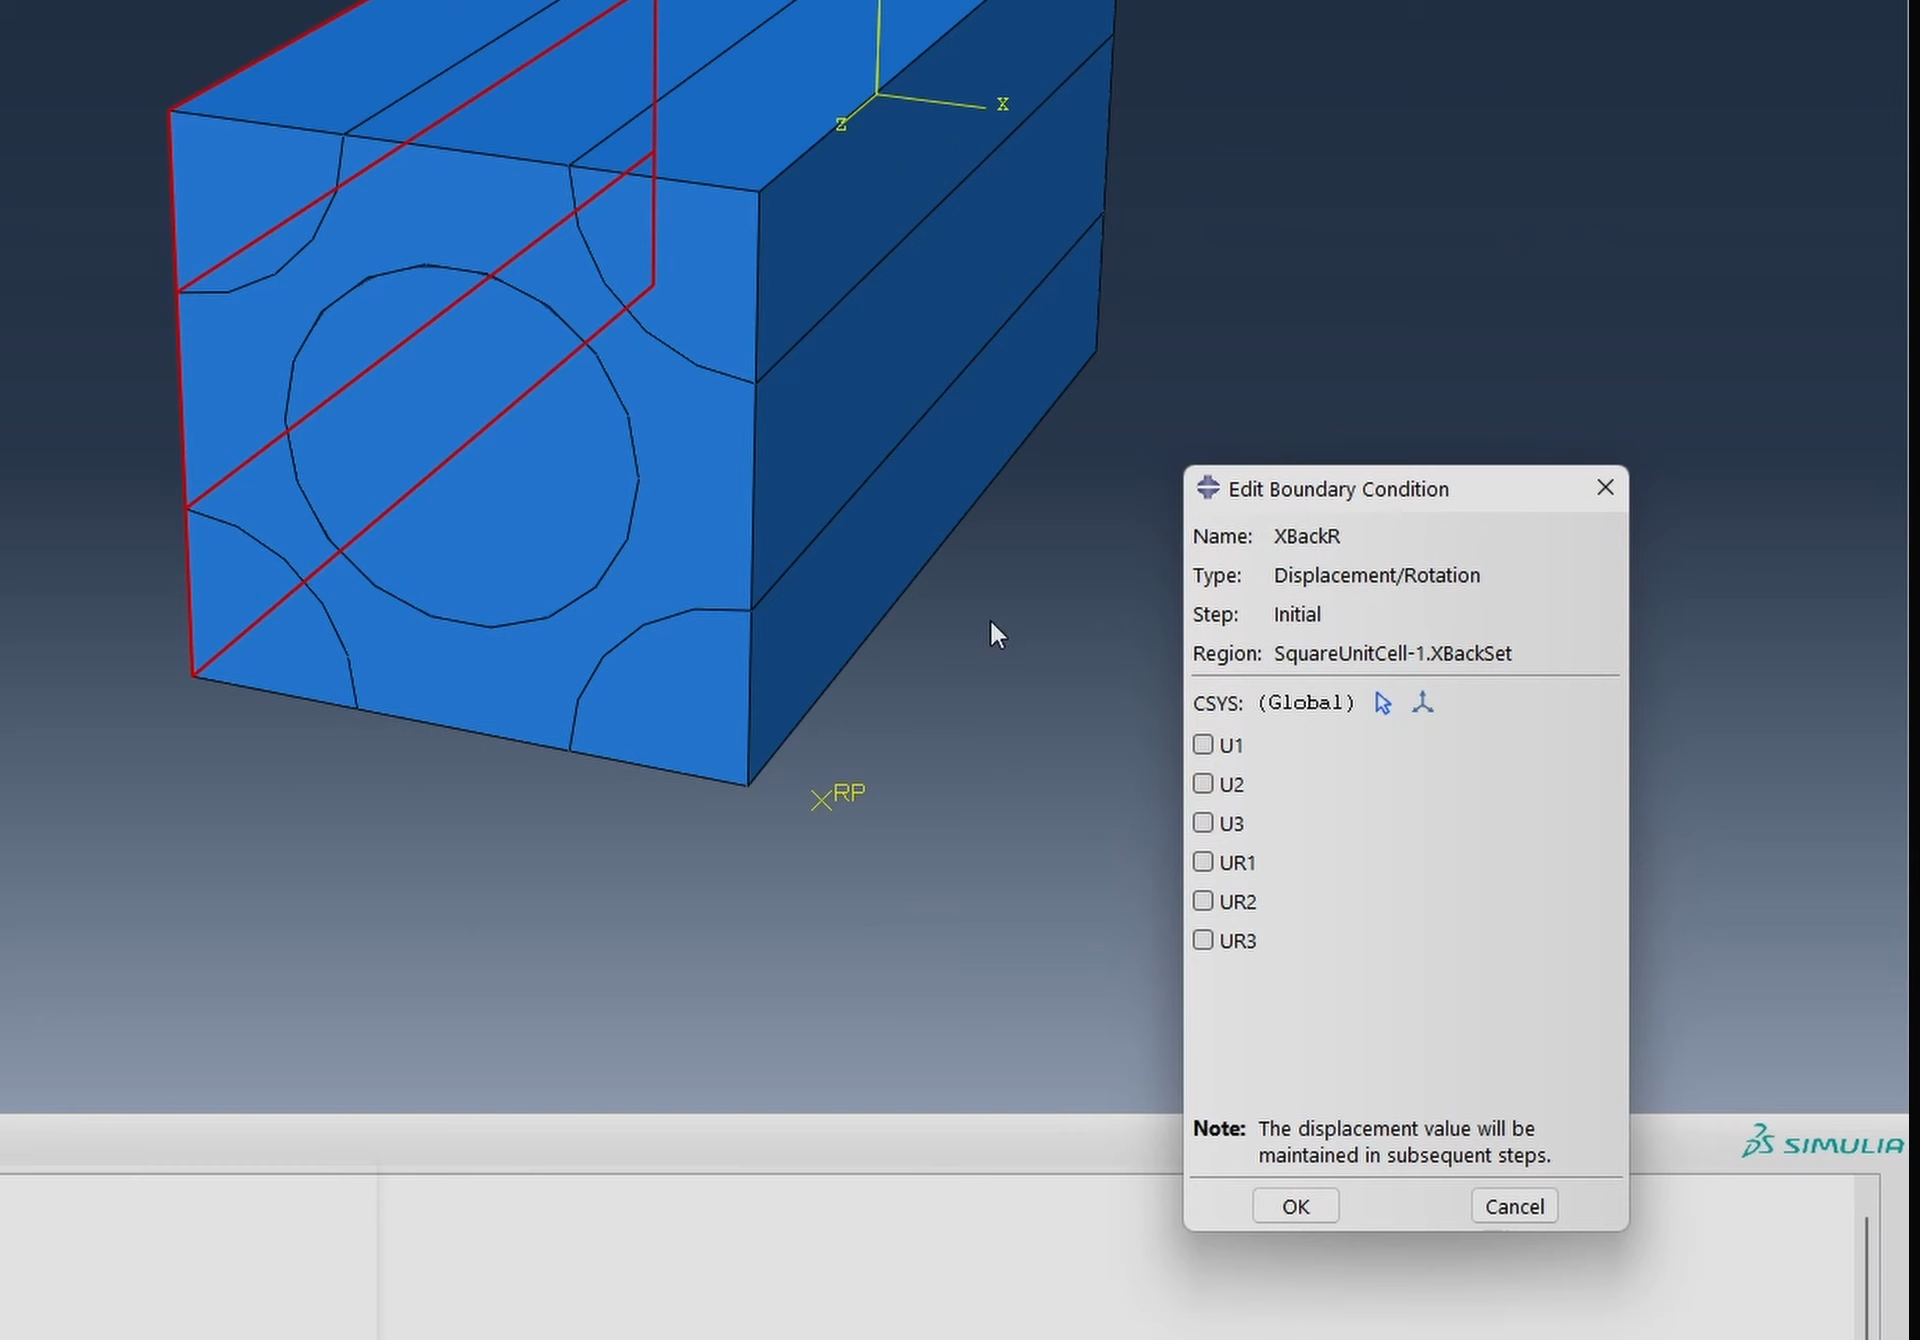 X
Z
RP
Edit Boundary Condition
Name: XBackR
Type: Displacement/Rotation
Step: Initial
Region: SquareUnitCell-1.XBackSet
CSYS: (Global)
U1
U2
U3
UR1
UR2
UR3
Note: The displacement value will be
maintained in subsequent steps.
OK Cancel
SIMULIA